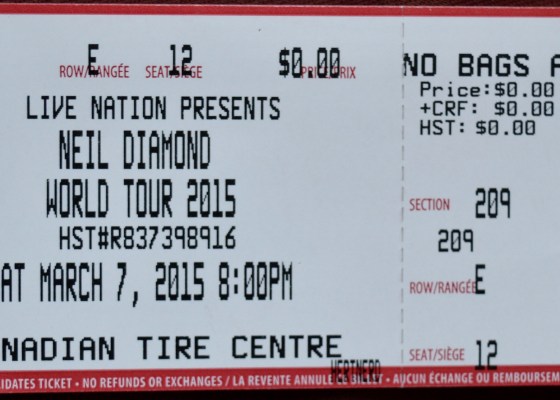 E 12 $0.00
ROW/RANGÉE SEAT/SIÈGE PRICE/PRIX
LIVE NATION PRESENTS
NEIL DIAMOND
WORLD TOUR 2015
HST#R837398916
AT MARCH 7, 2015 8:00PM
NADIAN TIRE CENTRE
IDATES TICKET • NO REFUNDS OR EXCHANGES / LA REVENTE ANNULE • AUCUN ÉCHANGE OU REMBOURSEM
NO BAGS A
Price:$0.00
+CRF: $0.00
HST: $0.00
SECTION 209
209
ROW/RANGÉE E
SEAT/SIÈGE 12